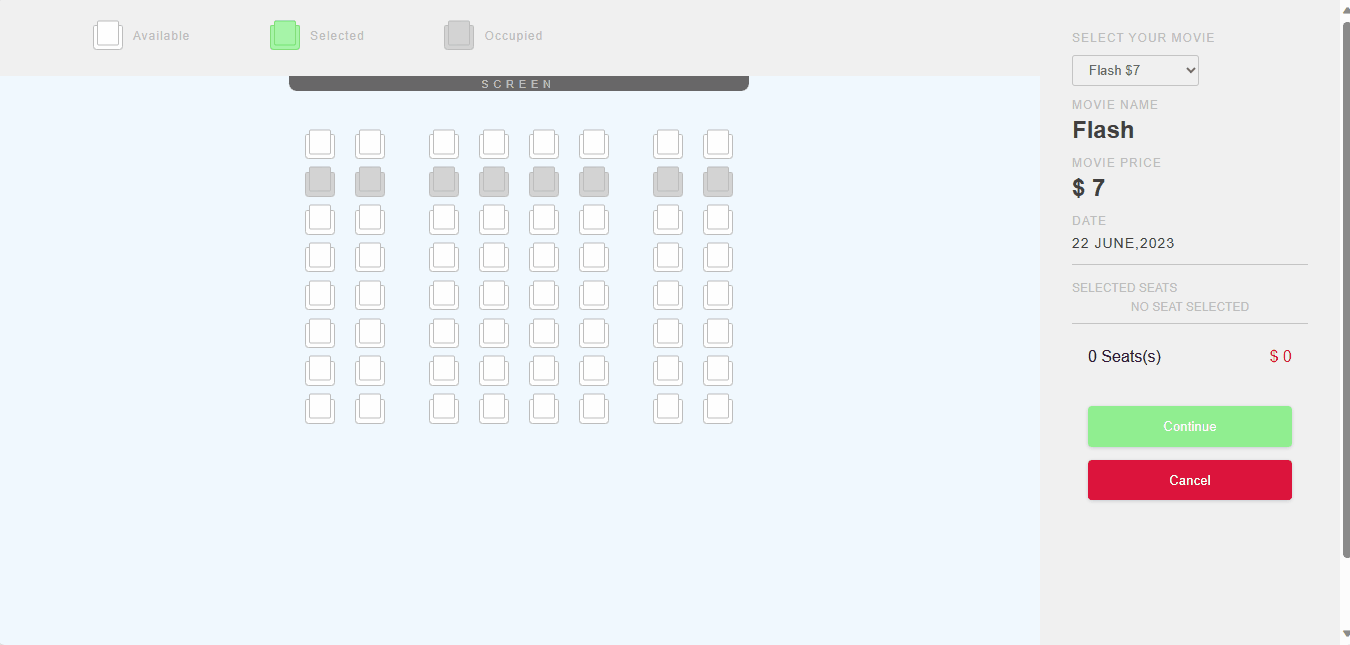 Available
Selected
Occupied
SCREEN
SELECT YOUR MOVIE
Flash $7
MOVIE NAME
Flash
MOVIE PRICE
$ 7
DATE
22 JUNE,2023
SELECTED SEATS
NO SEAT SELECTED
0 Seats(s) $ 0
Continue
Cancel